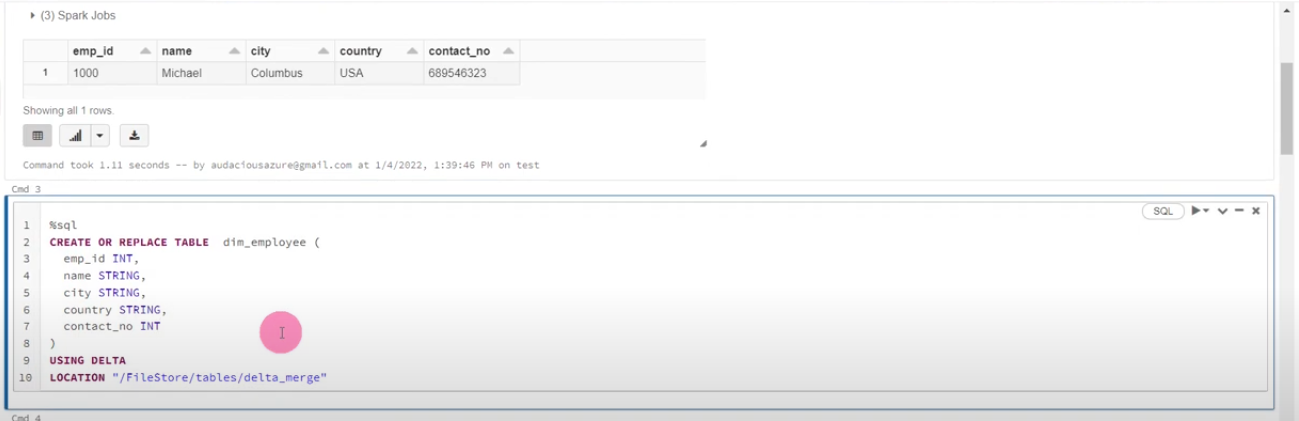 (3) Spark Jobs
emp_id name city country contact_no
1 1000 Michael Columbus USA 689546323
Showing all 1 rows.
Command took 1.11 seconds -- by audaciousazure@gmail.com at 1/4/2022, 1:39:46 PM on test
Cmd 3
SQL
1 %sql
2 CREATE OR REPLACE TABLE dim_employee (
3 emp_id INT,
4 name STRING,
5 city STRING,
6 country STRING,
7 contact_no INT
8 )
9 USING DELTA
10 LOCATION "/FileStore/tables/delta_merge"
Cmd 4